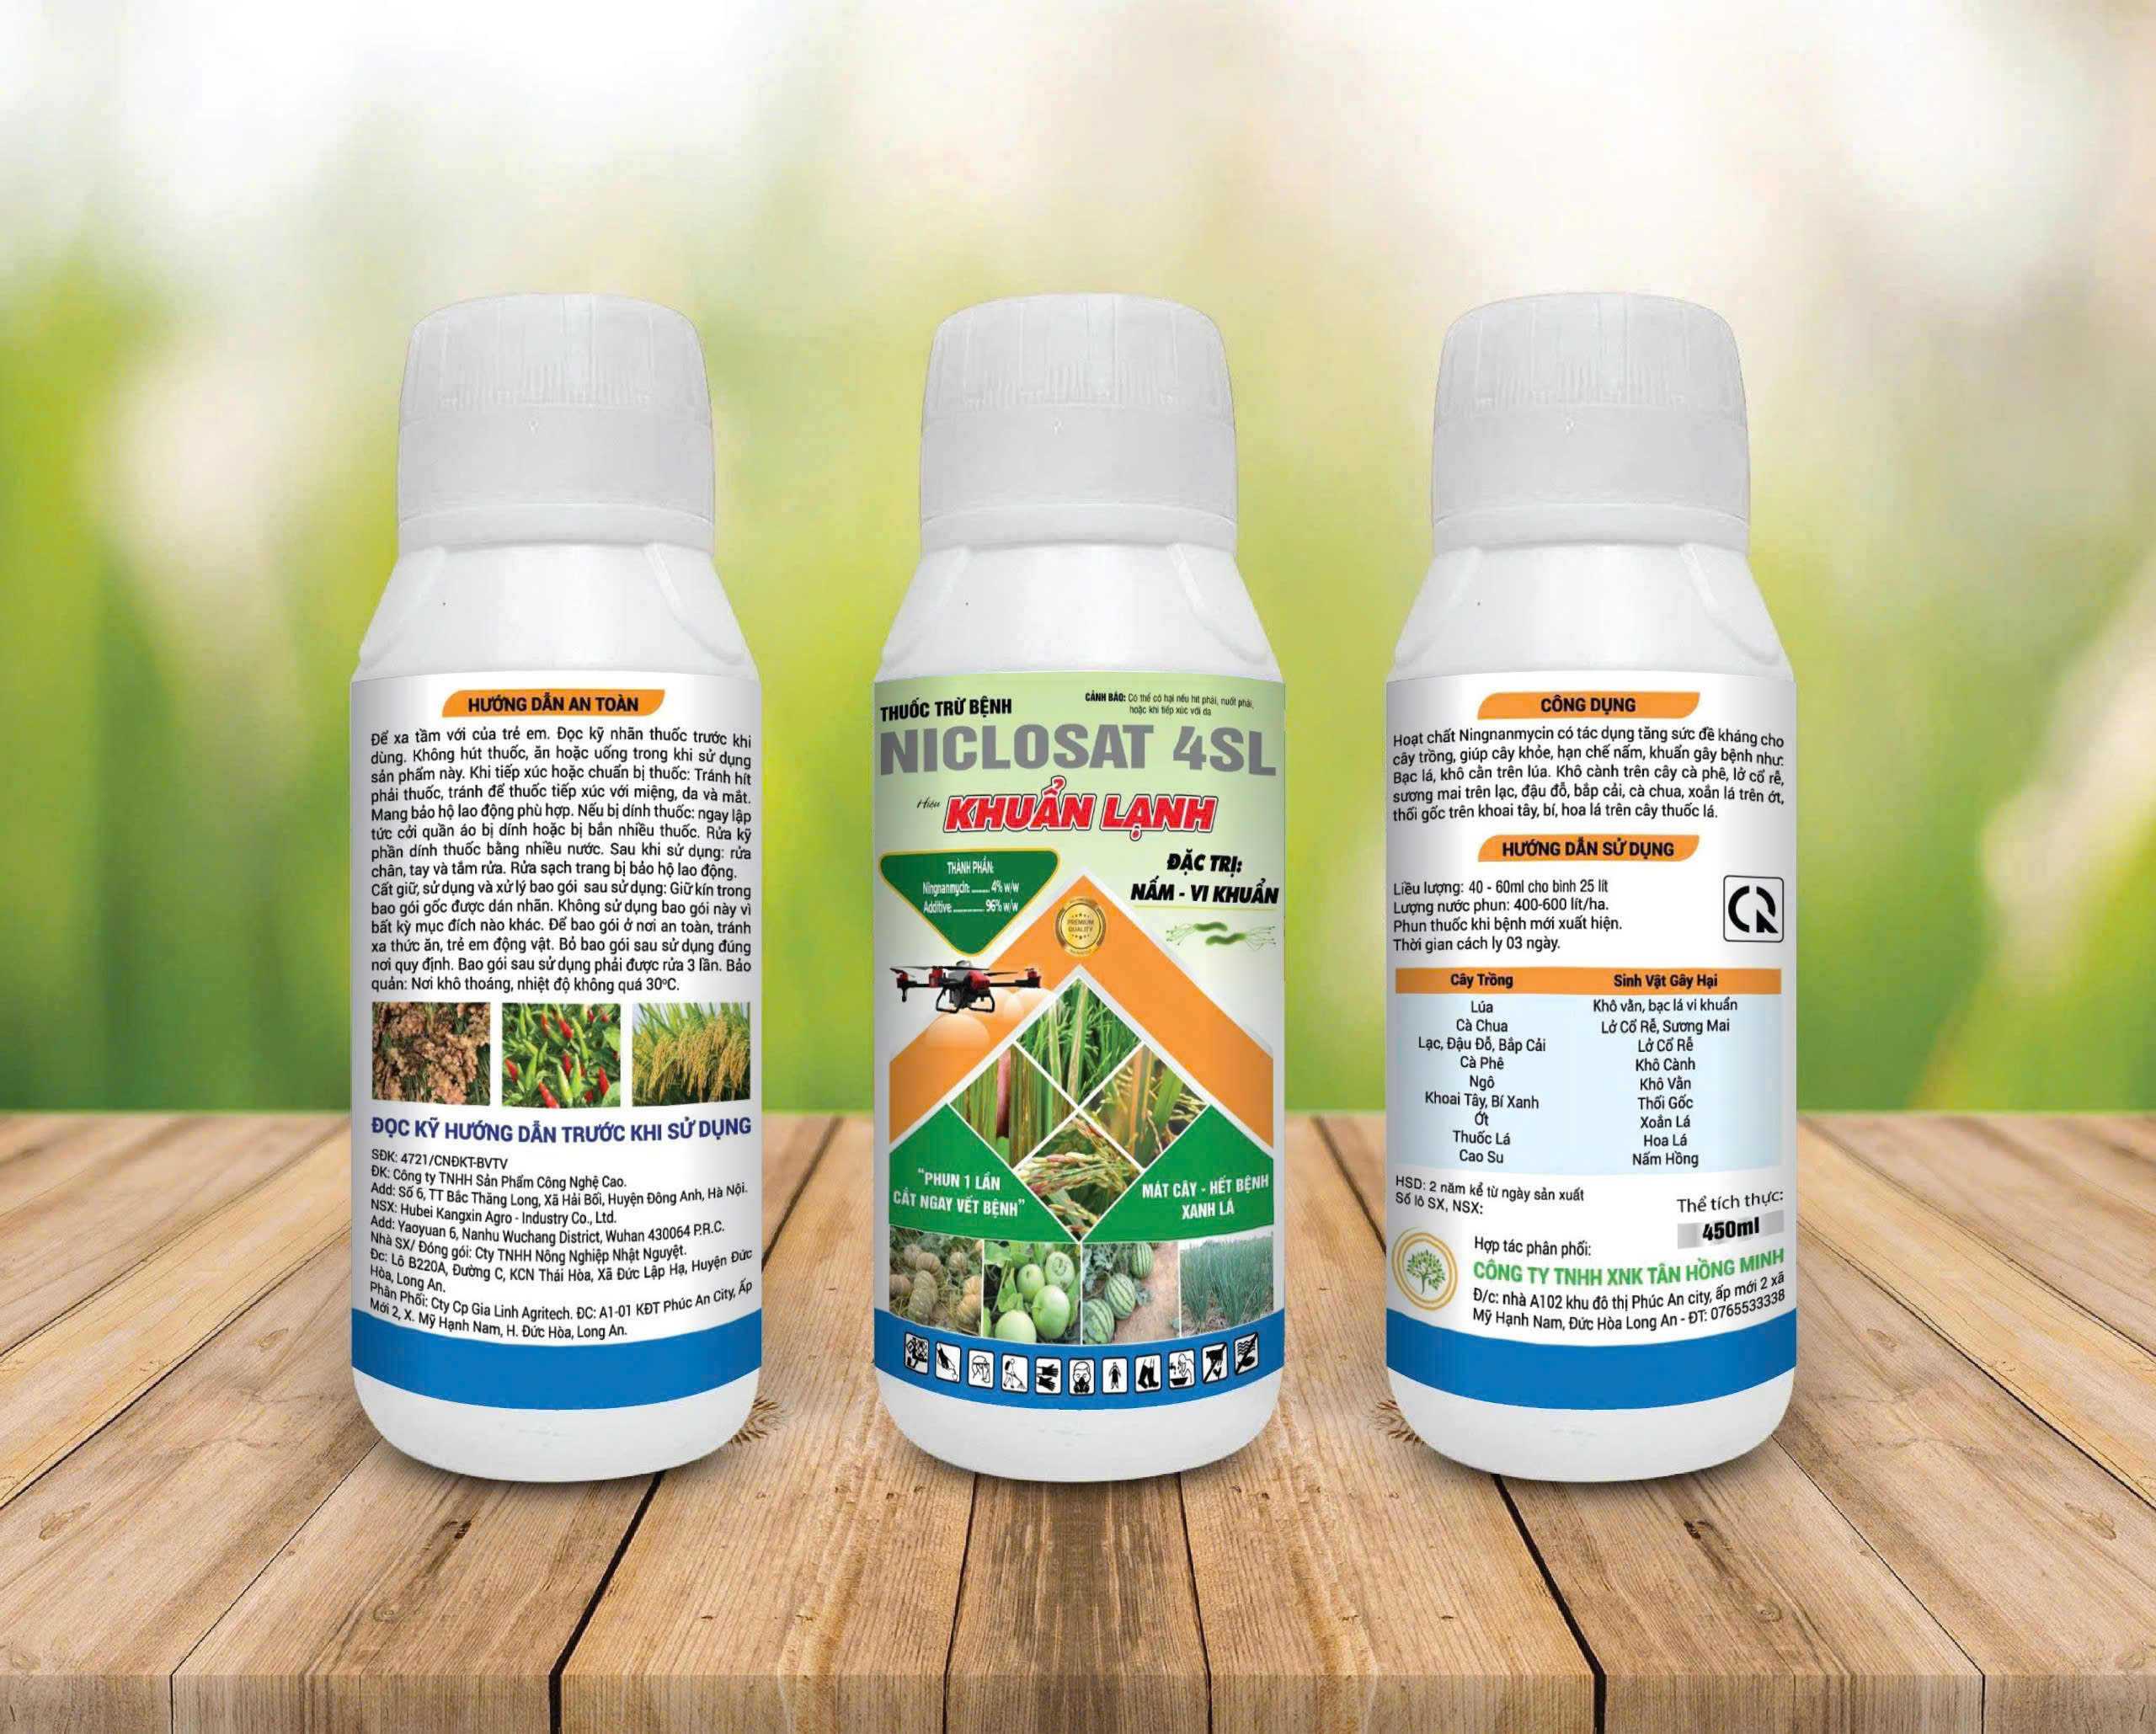 HƯỚNG DẪN AN TOÀN
Để xa tầm với của trẻ em. Đọc kỹ nhãn thuốc trước khi
dùng. Không hút thuốc, ăn hoặc uống trong khi sử dụng
sản phẩm này. Khi tiếp xúc hoặc chuẩn bị thuốc: Tránh hít
phải thuốc, tránh để thuốc tiếp xúc với miệng, da và mắt.
Mang bảo hộ lao động phù hợp. Nếu bị dính thuốc: ngay lập
tức cởi quần áo bị dính hoặc bị bắn nhiều thuốc. Rửa kỹ
phần dính thuốc bằng nhiều nước. Sau khi sử dụng: rửa
chân, tay và tắm rửa. Rửa sạch trang bị bảo hộ lao động.
Cất giữ, sử dụng và xử lý bao gói sau sử dụng: Giữ kín trong
bao gói gốc được dán nhãn. Không sử dụng bao gói này vì
bất kỳ mục đích nào khác. Để bao gói ở nơi an toàn, tránh
xa thức ăn, trẻ em động vật. Bỏ bao gói sau sử dụng đúng
nơi quy định. Bao gói sau sử dụng phải được rửa 3 lần. Bảo
quản: Nơi khô thoáng, nhiệt độ không quá 30ºC.
ĐỌC KỸ HƯỚNG DẪN TRƯỚC KHI SỬ DỤNG
SĐK: 4721/CNĐKT-BVTV
ĐK: Công ty TNHH Sản Phẩm Công Nghệ Cao.
Add: Số 6, TT Bắc Thăng Long, Xã Hải Bối, Huyện Đông Anh, Hà Nội.
NSX: Hubei Kangxin Agro - Industry Co., Ltd.
Add: Yaoyuan 6, Nanhu Wuchang District, Wuhan 430064 P.R.C.
Nhà SX/ Đóng gói: Cty TNHH Nông Nghiệp Nhật Nguyệt.
Đc: Lô B220A, Đường C, KCN Thái Hòa, Xã Đức Lập Hạ, Huyện Đức
Hòa, Long An.
Phân Phối: Cty Cp Gia Linh Agritech. ĐC: A1-01 KĐT Phúc An City, Ấp
Mới 2, X. Mỹ Hạnh Nam, H. Đức Hòa, Long An.
THUỐC TRỪ BỆNH
CẢNH BÁO: Có thể có hại nếu hít phải, nuốt phải,
hoặc khi tiếp xúc với da
NICLOSAT 4SL
Hiệu KHUẨN LẠNH
THÀNH PHẦN:
Ningnanmycin: ........ 4% w/w
Additive: ............ 96% w/w
ĐẶC TRỊ:
NẤM - VI KHUẨN
PREMIUM
QUALITY
"PHUN 1 LẦN
CẮT NGAY VẾT BỆNH"
MÁT CÂY - HẾT BỆNH
XANH LÁ
CÔNG DỤNG
Hoạt chất Ningnanmycin có tác dụng tăng sức đề kháng cho
cây trồng, giúp cây khỏe, hạn chế nấm, khuẩn gây bệnh như:
Bạc lá, khô cằn trên lúa. Khô cành trên cây cà phê, lở cổ rễ,
sương mai trên lạc, đậu đỗ, bắp cải, cà chua, xoắn lá trên ớt,
thối gốc trên khoai tây, bí, hoa lá trên cây thuốc lá.
HƯỚNG DẪN SỬ DỤNG
Liều lượng: 40 - 60ml cho bình 25 lít
Lượng nước phun: 400-600 lít/ha.
Phun thuốc khi bệnh mới xuất hiện.
Thời gian cách ly 03 ngày.
Cây Trồng Sinh Vật Gây Hại
Lúa Khô vằn, bạc lá vi khuẩn
Cà Chua Lở Cổ Rễ, Sương Mai
Lạc, Đậu Đỗ, Bắp Cải Lở Cổ Rễ
Cà Phê Khô Cành
Ngô Khô Vằn
Khoai Tây, Bí Xanh Thối Gốc
Ớt Xoắn Lá
Thuốc Lá Hoa Lá
Cao Su Nấm Hồng
HSD: 2 năm kể từ ngày sản xuất
Số lô SX, NSX:
Thể tích thực:
450ml
Hợp tác phân phối:
CÔNG TY TNHH XNK TÂN HỒNG MINH
Đ/c: nhà A102 khu đô thị Phúc An city, ấp mới 2 xã
Mỹ Hạnh Nam, Đức Hòa Long An - ĐT: 0765533338